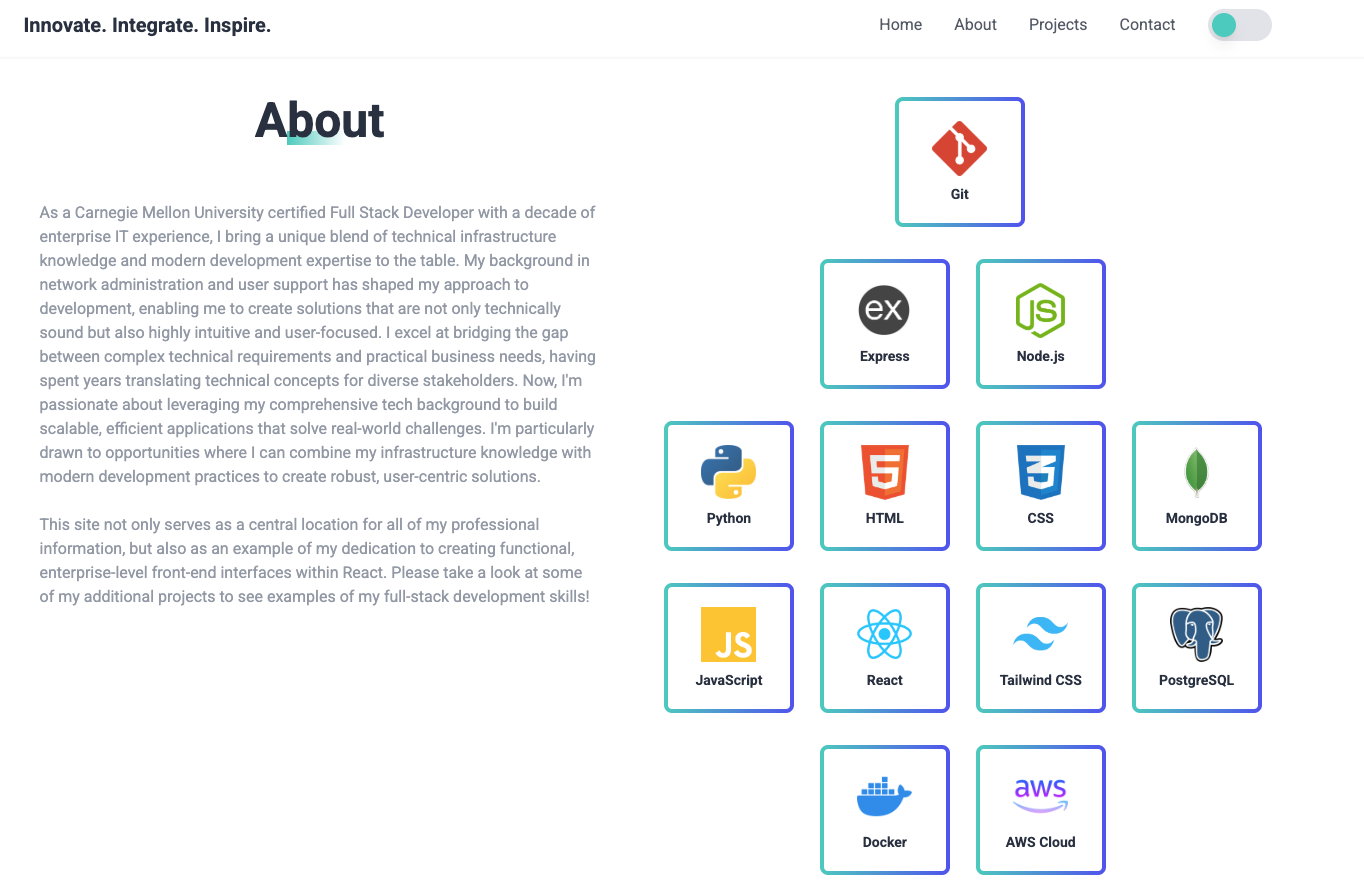 Innovate. Integrate. Inspire.
Home
About
Projects
Contact
About
As a Carnegie Mellon University certified Full Stack Developer with a decade of
enterprise IT experience, I bring a unique blend of technical infrastructure
knowledge and modern development expertise to the table. My background in
network administration and user support has shaped my approach to
development, enabling me to create solutions that are not only technically
sound but also highly intuitive and user-focused. I excel at bridging the gap
between complex technical requirements and practical business needs, having
spent years translating technical concepts for diverse stakeholders. Now, I'm
passionate about leveraging my comprehensive tech background to build
scalable, efficient applications that solve real-world challenges. I'm particularly
drawn to opportunities where I can combine my infrastructure knowledge with
modern development practices to create robust, user-centric solutions.
This site not only serves as a central location for all of my professional
information, but also as an example of my dedication to creating functional,
enterprise-level front-end interfaces within React. Please take a look at some
of my additional projects to see examples of my full-stack development skills!
Git
ex
Express
JS
Node.js
Python
5
HTML
3
CSS
MongoDB
JS
JavaScript
React
Tailwind CSS
PostgreSQL
Docker
aws
AWS Cloud